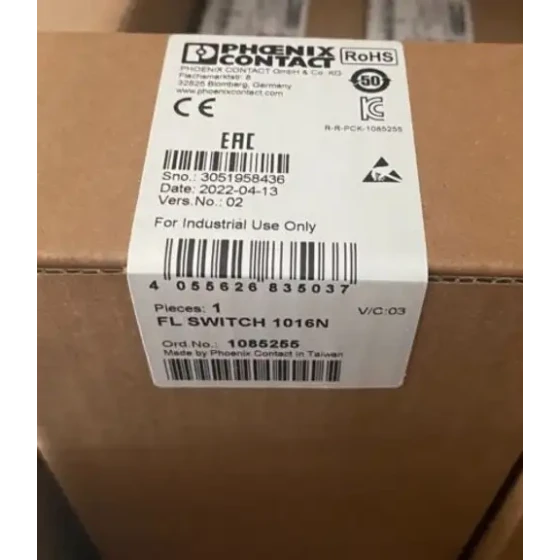 PHŒNIX
CONTACT
RoHS
PHOENIX CONTACT GmbH & Co. KG
Flachsmarktstr. 8
32825 Blomberg, Germany
www.phoenixcontact.com
50
CE
R-R-PCK-1085255
EAC
Sno.: 3051958436
Date: 2022-04-13
Vers.No.: 02
For Industrial Use Only
4 055626 835037
Pieces: 1
V/C:03
FL SWITCH 1016N
Ord.No.: 1085255
Made by Phoenix Contact in Taiwan